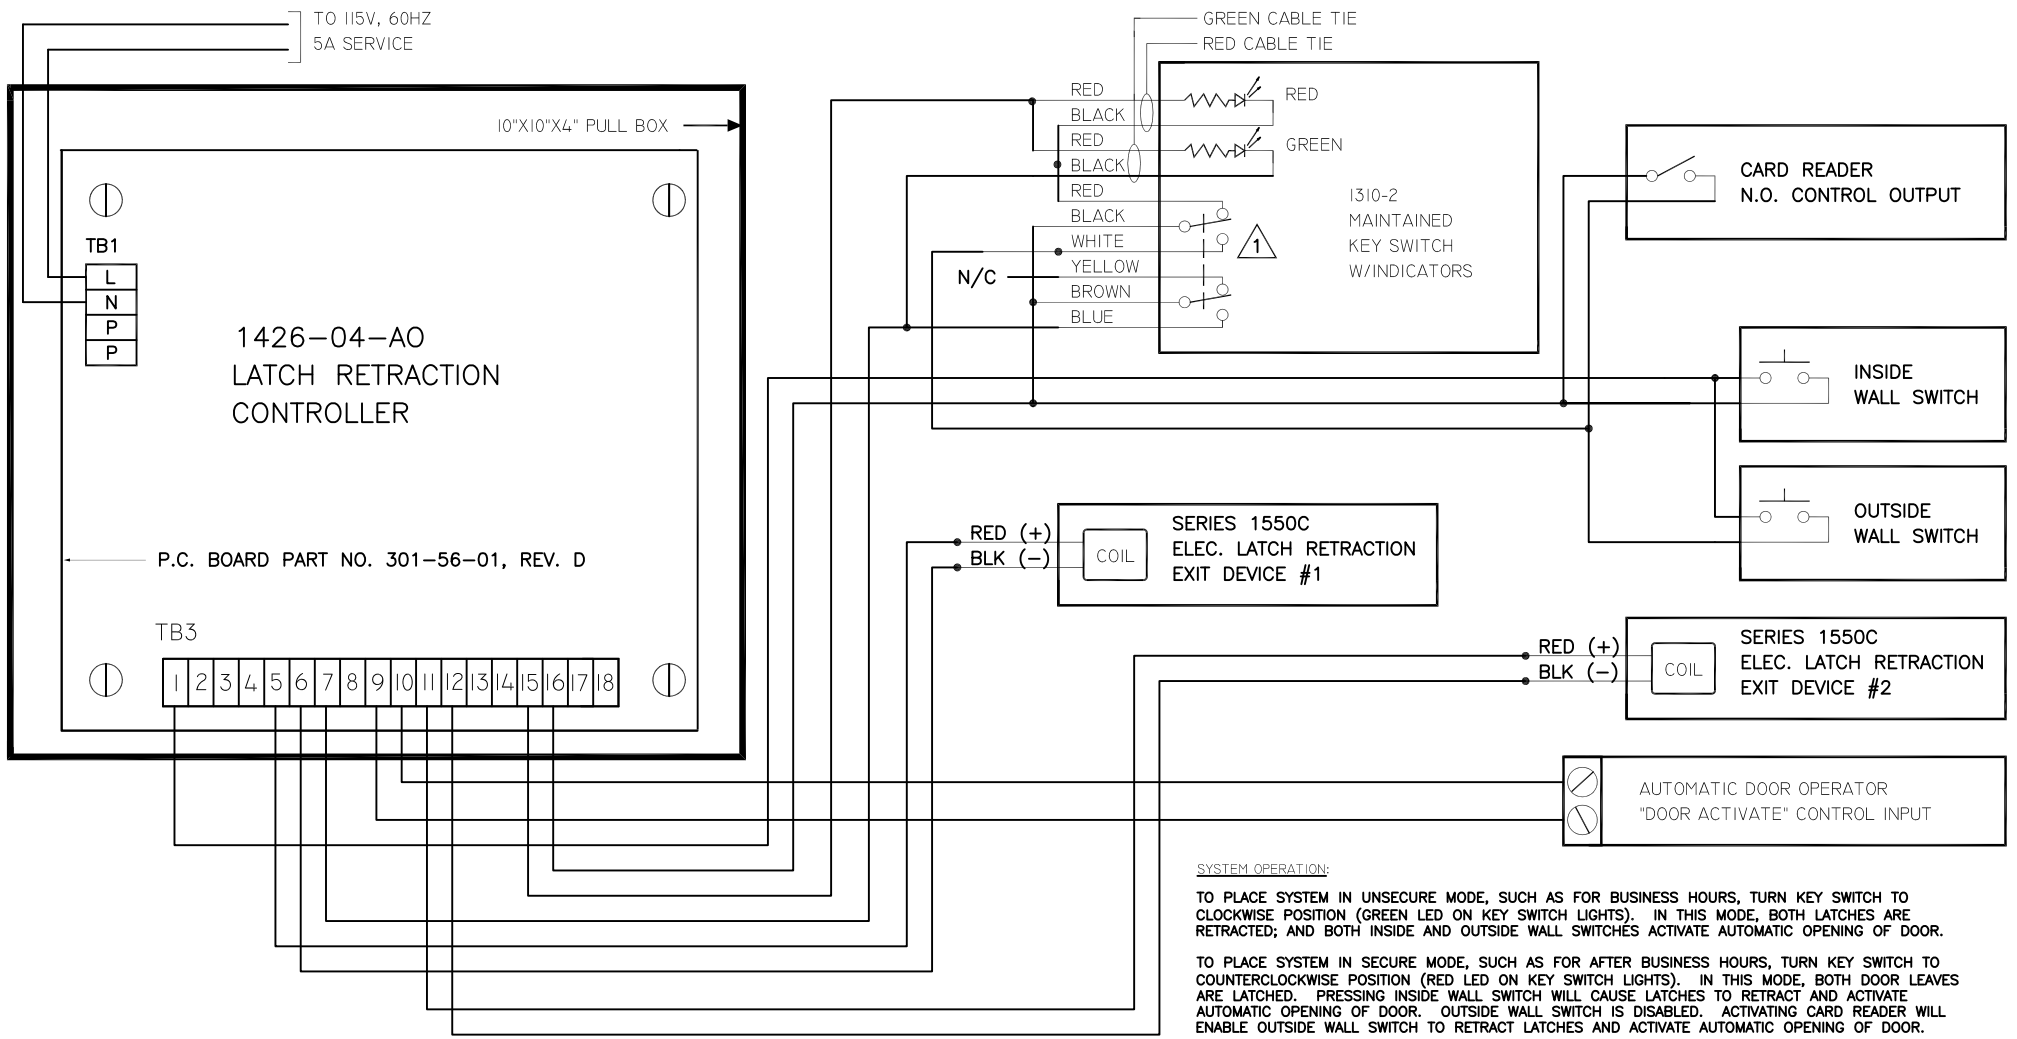 TO 115V, 60HZ
5A SERVICE
10"X10"X4" PULL BOX
TB1
L
N
P
P
1426-04-AO
LATCH RETRACTION
CONTROLLER
P.C. BOARD PART NO. 301-56-01, REV. D
TB3
1 2 3 4 5 6 7 8 9 10 11 12 13 14 15 16 17 18
GREEN CABLE TIE
RED CABLE TIE
RED
BLACK
RED
BLACK
RED
BLACK
WHITE
N/C
YELLOW
BROWN
BLUE
RED
GREEN
1
1310-2
MAINTAINED
KEY SWITCH
W/INDICATORS
CARD READER
N.O. CONTROL OUTPUT
INSIDE
WALL SWITCH
OUTSIDE
WALL SWITCH
RED (+)
BLK (-)
COIL
SERIES 1550C
ELEC. LATCH RETRACTION
EXIT DEVICE #1
RED (+)
BLK (-)
COIL
SERIES 1550C
ELEC. LATCH RETRACTION
EXIT DEVICE #2
AUTOMATIC DOOR OPERATOR
"DOOR ACTIVATE" CONTROL INPUT
SYSTEM OPERATION:
TO PLACE SYSTEM IN UNSECURE MODE, SUCH AS FOR BUSINESS HOURS, TURN KEY SWITCH TO
CLOCKWISE POSITION (GREEN LED ON KEY SWITCH LIGHTS). IN THIS MODE, BOTH LATCHES ARE
RETRACTED; AND BOTH INSIDE AND OUTSIDE WALL SWITCHES ACTIVATE AUTOMATIC OPENING OF DOOR.
TO PLACE SYSTEM IN SECURE MODE, SUCH AS FOR AFTER BUSINESS HOURS, TURN KEY SWITCH TO
COUNTERCLOCKWISE POSITION (RED LED ON KEY SWITCH LIGHTS). IN THIS MODE, BOTH DOOR LEAVES
ARE LATCHED. PRESSING INSIDE WALL SWITCH WILL CAUSE LATCHES TO RETRACT AND ACTIVATE
AUTOMATIC OPENING OF DOOR. OUTSIDE WALL SWITCH IS DISABLED. ACTIVATING CARD READER WILL
ENABLE OUTSIDE WALL SWITCH TO RETRACT LATCHES AND ACTIVATE AUTOMATIC OPENING OF DOOR.